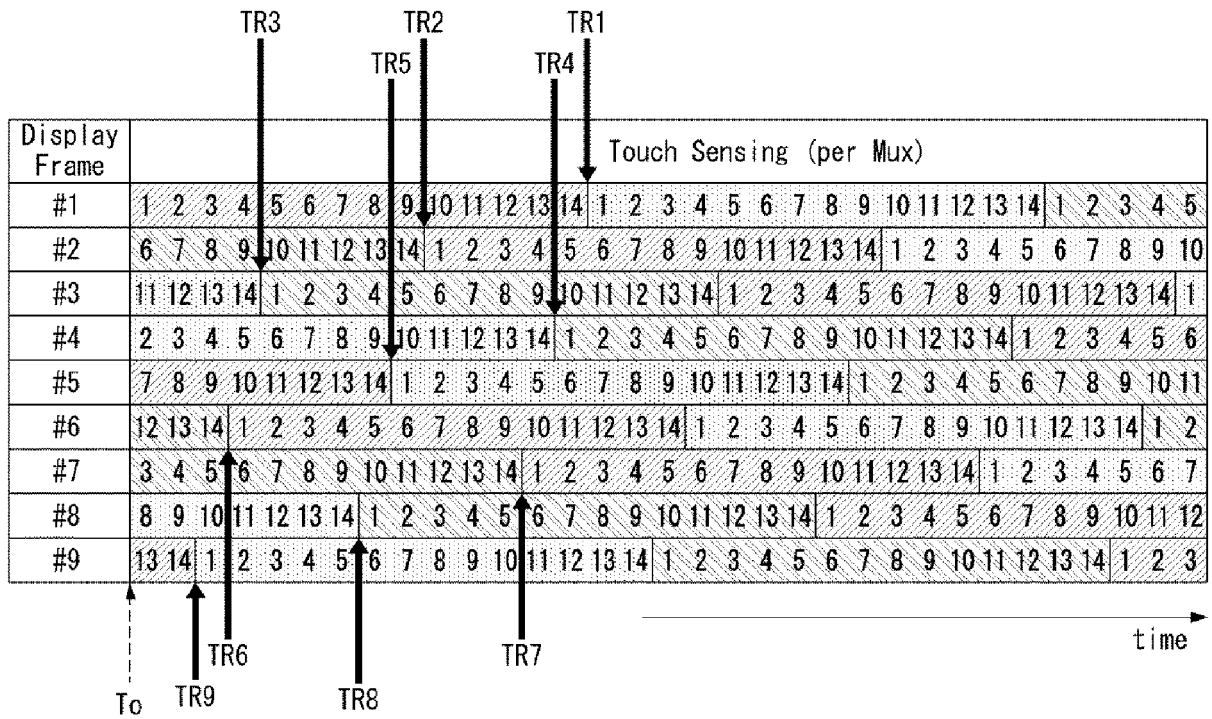 TR3 TR2 TR1
TR5 TR4
Display Frame Touch Sensing (per Mux)
#1 1 2 3 4 5 6 7 8 9 10 11 12 13 14 1 2 3 4 5 6 7 8 9 10 11 12 13 14 1 2 3 4 5
#2 6 7 8 9 10 11 12 13 14 1 2 3 4 5 6 7 8 9 10 11 12 13 14 1 2 3 4 5 6 7 8 9 10
#3 11 12 13 14 1 2 3 4 5 6 7 8 9 10 11 12 13 14 1 2 3 4 5 6 7 8 9 10 11 12 13 14 1
#4 2 3 4 5 6 7 8 9 10 11 12 13 14 1 2 3 4 5 6 7 8 9 10 11 12 13 14 1 2 3 4 5 6
#5 7 8 9 10 11 12 13 14 1 2 3 4 5 6 7 8 9 10 11 12 13 14 1 2 3 4 5 6 7 8 9 10 11
#6 12 13 14 1 2 3 4 5 6 7 8 9 10 11 12 13 14 1 2 3 4 5 6 7 8 9 10 11 12 13 14 1 2
#7 3 4 5 6 7 8 9 10 11 12 13 14 1 2 3 4 5 6 7 8 9 10 11 12 13 14 1 2 3 4 5 6 7
#8 8 9 10 11 12 13 14 1 2 3 4 5 6 7 8 9 10 11 12 13 14 1 2 3 4 5 6 7 8 9 10 11 12
#9 13 14 1 2 3 4 5 6 7 8 9 10 11 12 13 14 1 2 3 4 5 6 7 8 9 10 11 12 13 14 1 2 3
time
TR6 TR7
To TR9 TR8